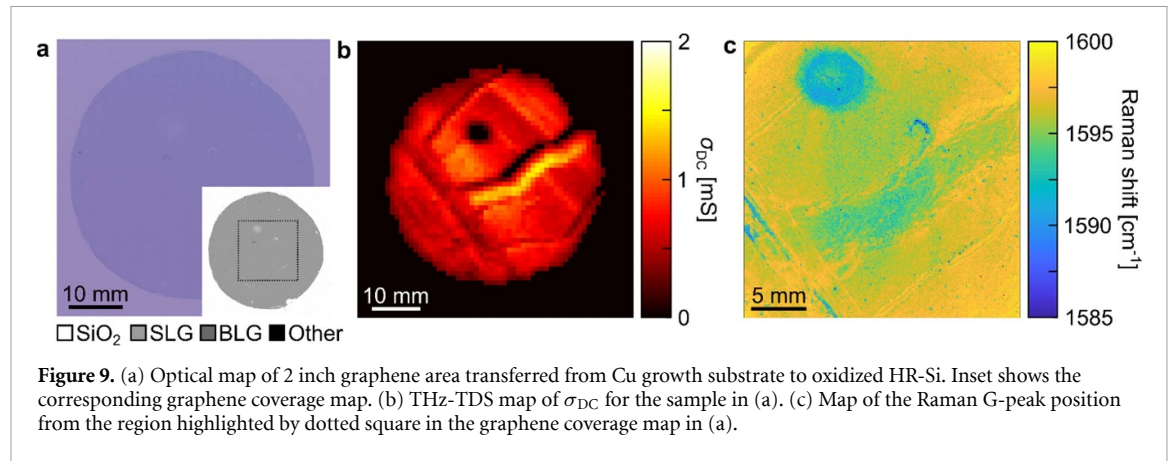 a
10 mm
SiO₂ SLG BLG Other
b
10 mm
2
1
0
σDC [mS]
c
5 mm
1600
1595
1590
1585
Raman shift [cm⁻¹]
Figure 9. (a) Optical map of 2 inch graphene area transferred from Cu growth substrate to oxidized HR-Si. Inset shows the
corresponding graphene coverage map. (b) THz-TDS map of σDC for the sample in (a). (c) Map of the Raman G-peak position
from the region highlighted by dotted square in the graphene coverage map in (a).